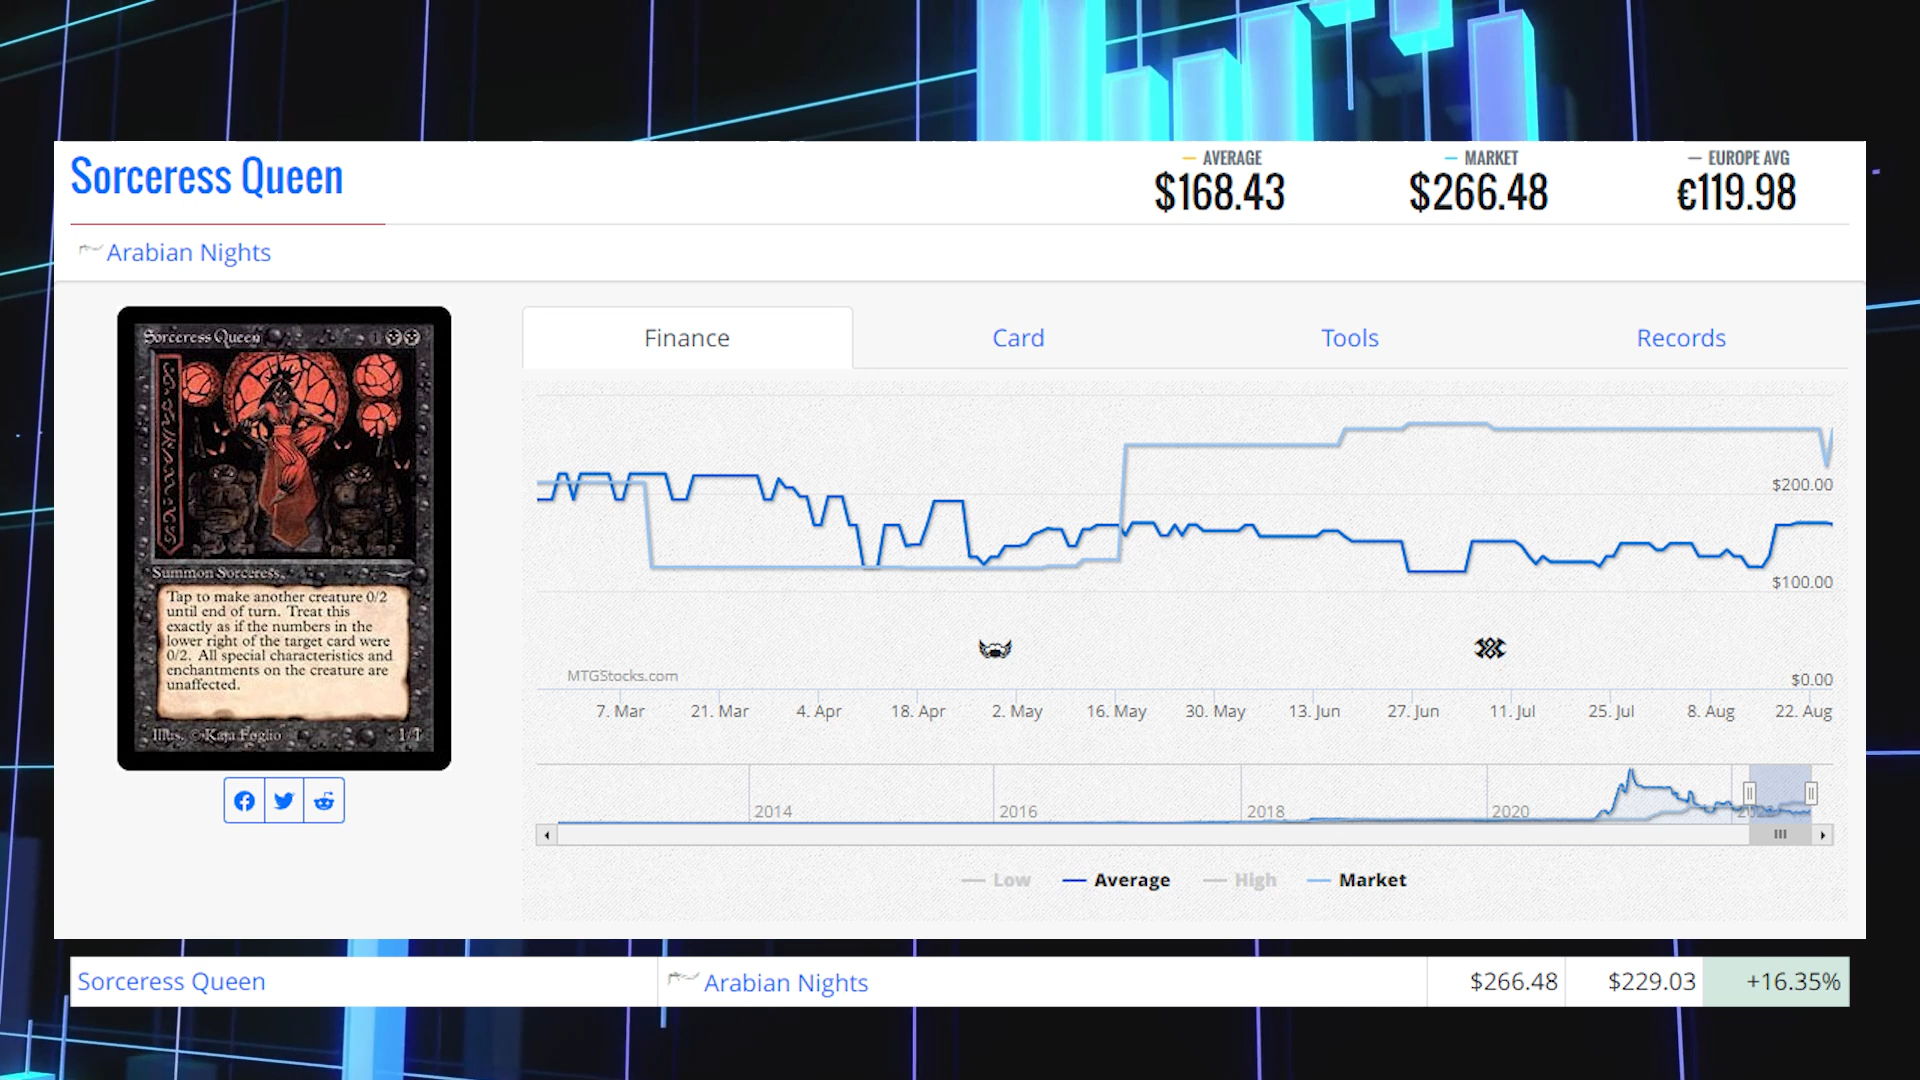 Sorceress Queen
AVERAGE
$168.43
MARKET
$266.48
EUROPE AVG
€119.98
Arabian Nights
Sorceress Queen 1
Summon Sorceress
Tap to make another creature 0/2
until end of turn. Treat this
exactly as if the numbers in the
lower right of the target card were
0/2. All special characteristics and
enchantments on the creature are
unaffected.
Illus. © Kaja Foglio 1/1
Finance
Card
Tools
Records
$200.00
$100.00
$0.00
MTGStocks.com
7. Mar 21. Mar 4. Apr 18. Apr 2. May 16. May 30. May 13. Jun 27. Jun 11. Jul 25. Jul 8. Aug 22. Aug
2014 2016 2018 2020
Low Average High Market
Sorceress Queen Arabian Nights $266.48 $229.03 +16.35%